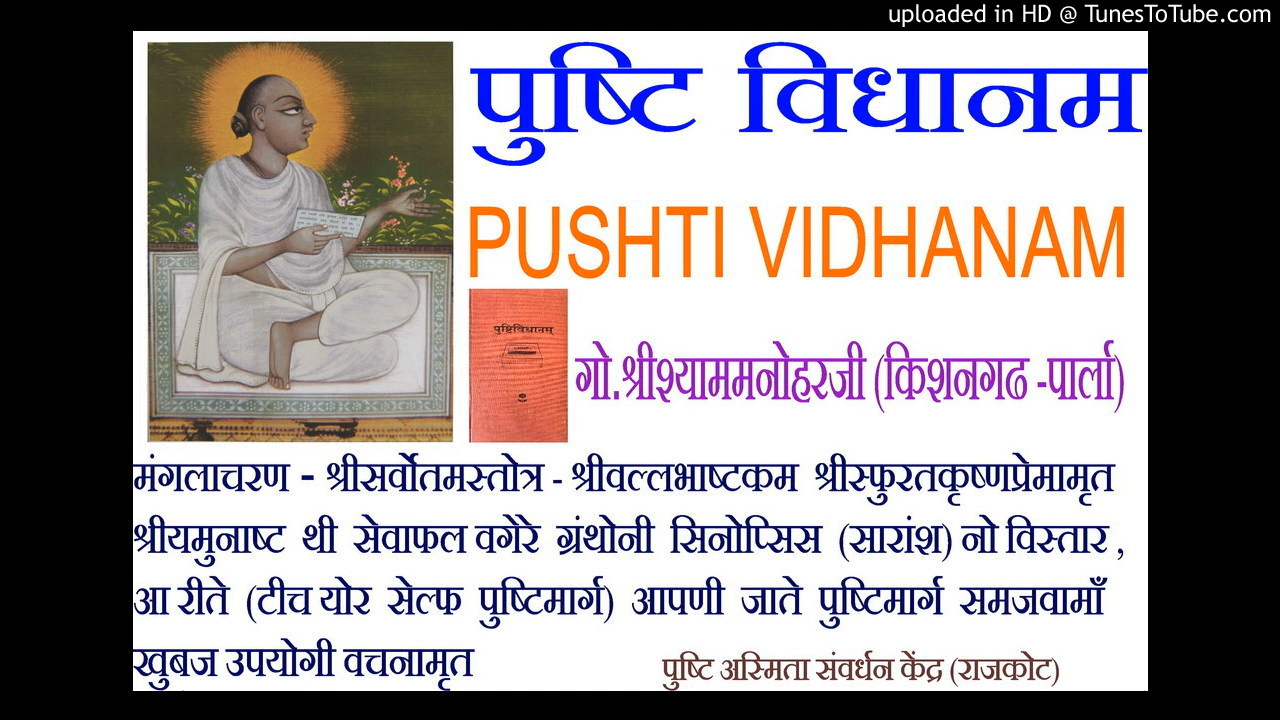 uploaded in HD @ TunesToTube.com
पुष्टि विधानम
PUSHTI VIDHANAM
पुष्टिविधानम्
गो.श्रीश्याममनोहरजी (किशनगढ -पार्ला)
मंगलाचरण - श्रीसर्वोतमस्तोत्र - श्रीवल्लभाष्टकम श्रीस्फुरतकृष्णप्रेमामृत
श्रीयमुनाष्ट थी सेवाफल वगेरे ग्रंथोनी सिनोप्सिस (सारांश) नो विस्तार ,
आ रीते (टीच योर सेल्फ पुष्टिमार्ग) आपणी जाते पुष्टिमार्ग समजवामाँ
खुबज उपयोगी वचनामृत
पुष्टि अस्मिता संवर्धन केंद्र (राजकोट)